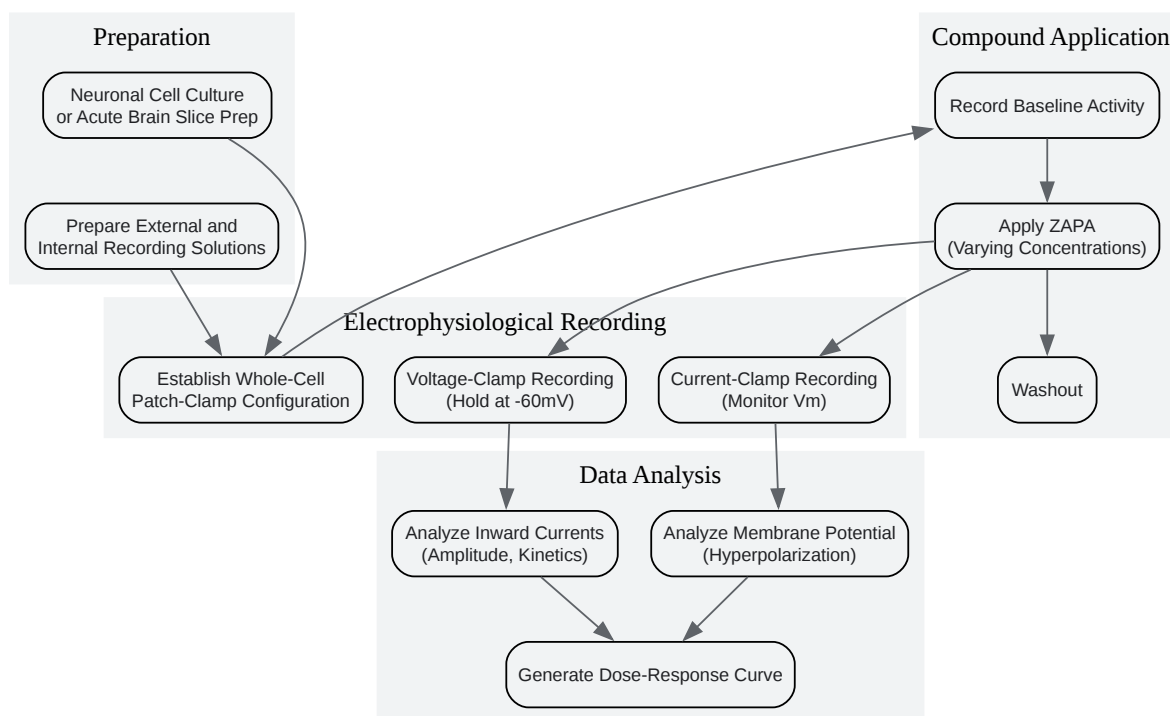 Preparation
Neuronal Cell Culture
or Acute Brain Slice Prep
Prepare External and
Internal Recording Solutions
Compound Application
Record Baseline Activity
Apply ZAPA
(Varying Concentrations)
Washout
Electrophysiological Recording
Establish Whole-Cell
Patch-Clamp Configuration
Voltage-Clamp Recording
(Hold at -60mV)
Current-Clamp Recording
(Monitor Vm)
Data Analysis
Analyze Inward Currents
(Amplitude, Kinetics)
Analyze Membrane Potential
(Hyperpolarization)
Generate Dose-Response Curve